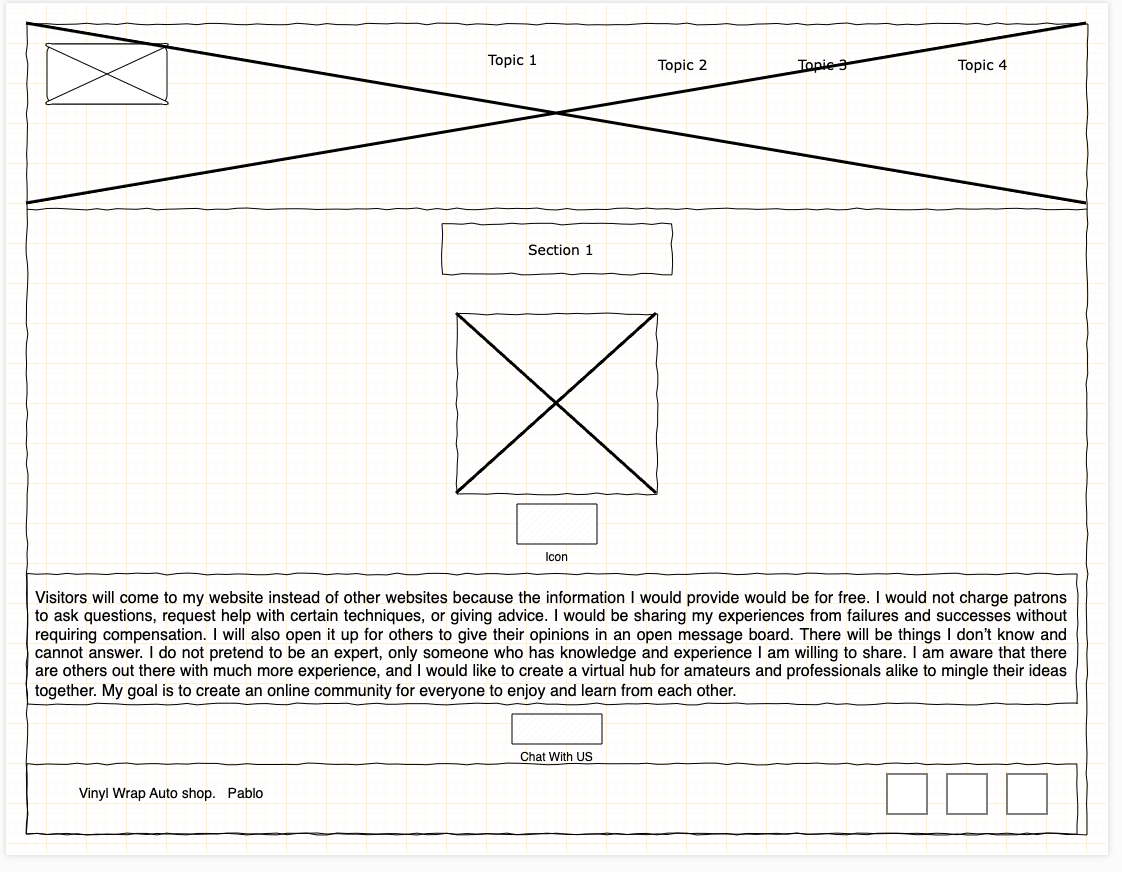 Topic 1
Topic 2
Topic 3
Topic 4
Section 1
Icon
Visitors will come to my website instead of other websites because the information I would provide would be for free. I would not charge patrons
to ask questions, request help with certain techniques, or giving advice. I would be sharing my experiences from failures and successes without
requiring compensation. I will also open it up for others to give their opinions in an open message board. There will be things I don’t know and
cannot answer. I do not pretend to be an expert, only someone who has knowledge and experience I am willing to share. I am aware that there
are others out there with much more experience, and I would like to create a virtual hub for amateurs and professionals alike to mingle their ideas
together. My goal is to create an online community for everyone to enjoy and learn from each other.
Chat With US
Vinyl Wrap Auto shop. Pablo